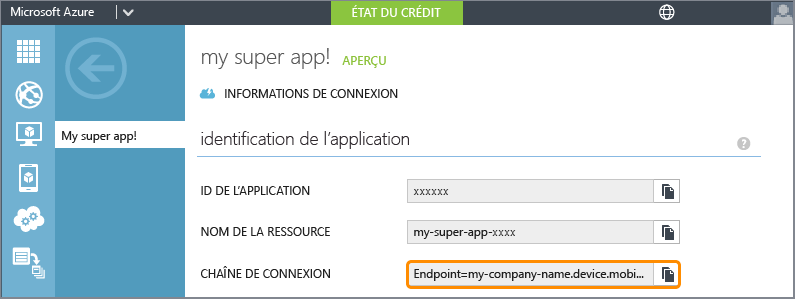 Microsoft Azure
ÉTAT DU CRÉDIT
my super app! APERÇU
INFORMATIONS DE CONNEXION
My super app!
identification de l'application
?
ID DE L'APPLICATION xxxxxx
NOM DE LA RESSOURCE my-super-app-xxxx
CHAÎNE DE CONNEXION Endpoint=my-company-name.device.mobi...